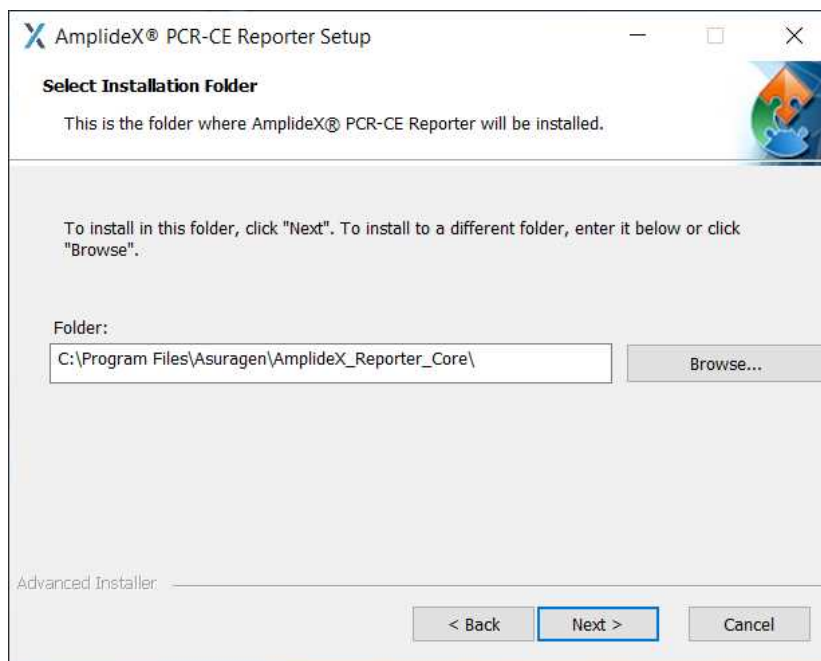 AmplideX® PCR-CE Reporter Setup
Select Installation Folder
This is the folder where AmplideX® PCR-CE Reporter will be installed.
To install in this folder, click "Next". To install to a different folder, enter it below or click
"Browse".
Folder:
C:\Program Files\Asuragen\AmplideX_Reporter_Core\
Browse...
Advanced Installer
< Back
Next >
Cancel